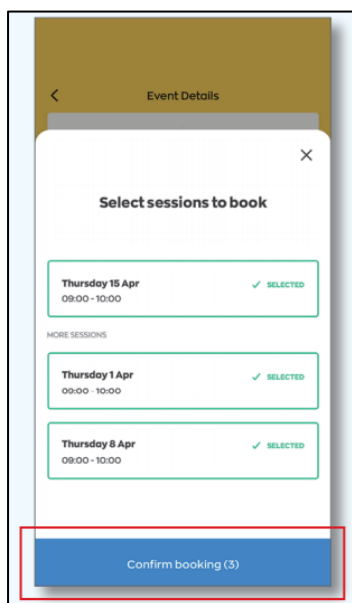 Event Details
Select sessions to book
Thursday 15 Apr
✓ SELECTED
09:00 - 10:00
MORE SESSIONS
Thursday 1 Apr
✓ SELECTED
09:00 - 10:00
Thursday 8 Apr
✓ SELECTED
09:00 - 10:00
Confirm booking (3)